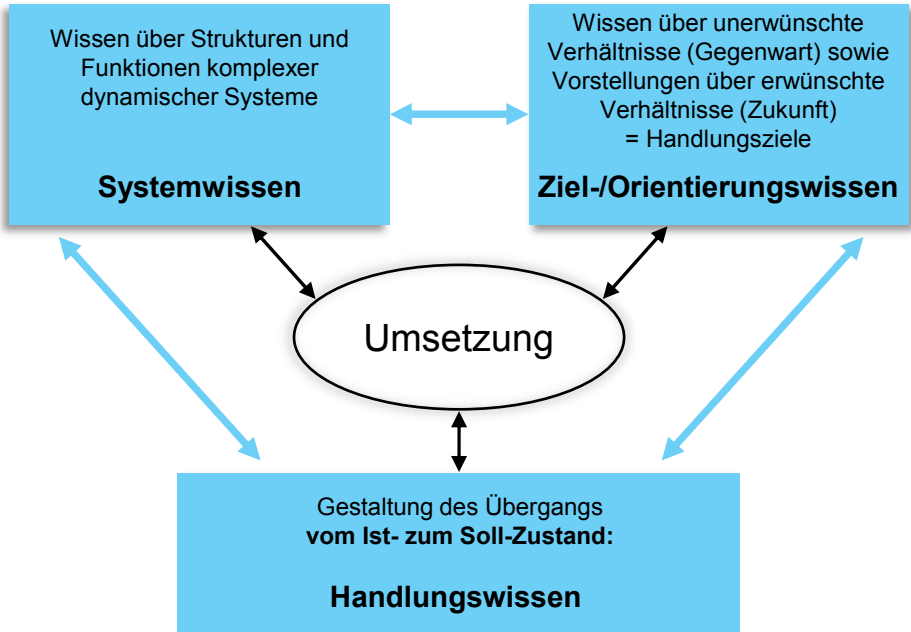 Wissen über Strukturen und
Funktionen komplexer
dynamischer Systeme
Systemwissen
Wissen über unerwünschte
Verhältnisse (Gegenwart) sowie
Vorstellungen über erwünschte
Verhältnisse (Zukunft)
= Handlungsziele
Ziel-/Orientierungswissen
Umsetzung
Gestaltung des Übergangs
vom Ist- zum Soll-Zustand:
Handlungswissen